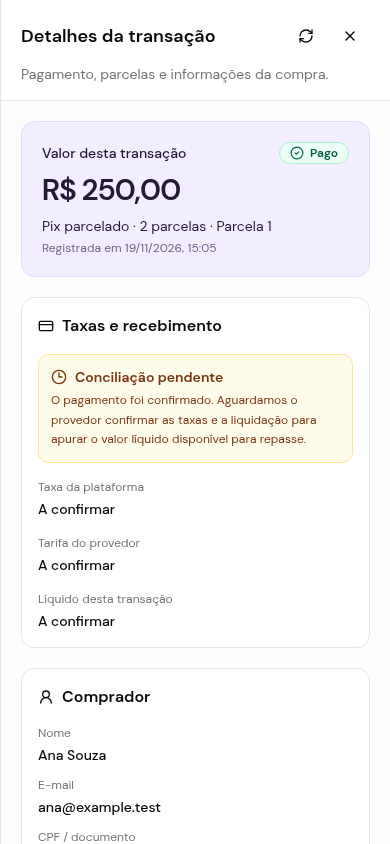 Detalhes da transação
Pagamento, parcelas e informações da compra.
Valor desta transação
Pago
R$ 250,00
Pix parcelado · 2 parcelas · Parcela 1
Registrada em 19/11/2026, 15:05
Taxas e recebimento
Conciliação pendente
O pagamento foi confirmado. Aguardamos o
provedor confirmar as taxas e a liquidação para
apurar o valor líquido disponível para repasse.
Taxa da plataforma
A confirmar
Tarifa do provedor
A confirmar
Líquido desta transação
A confirmar
Comprador
Nome
Ana Souza
E-mail
ana@example.test
CPF / documento